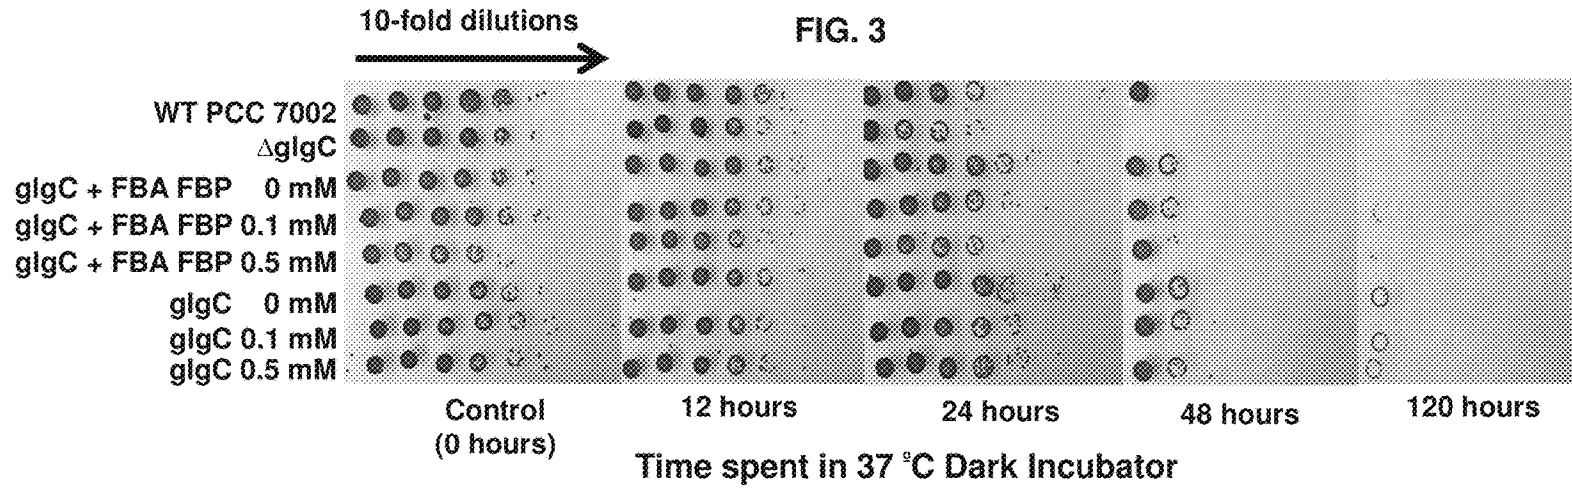 10-fold dilutions
FIG. 3
WT PCC 7002
ΔglgC
glgC + FBA FBP 0 mM
glgC + FBA FBP 0.1 mM
glgC + FBA FBP 0.5 mM
glgC 0 mM
glgC 0.1 mM
glgC 0.5 mM
Control
(0 hours)
12 hours
24 hours
48 hours
120 hours
Time spent in 37 °C Dark Incubator